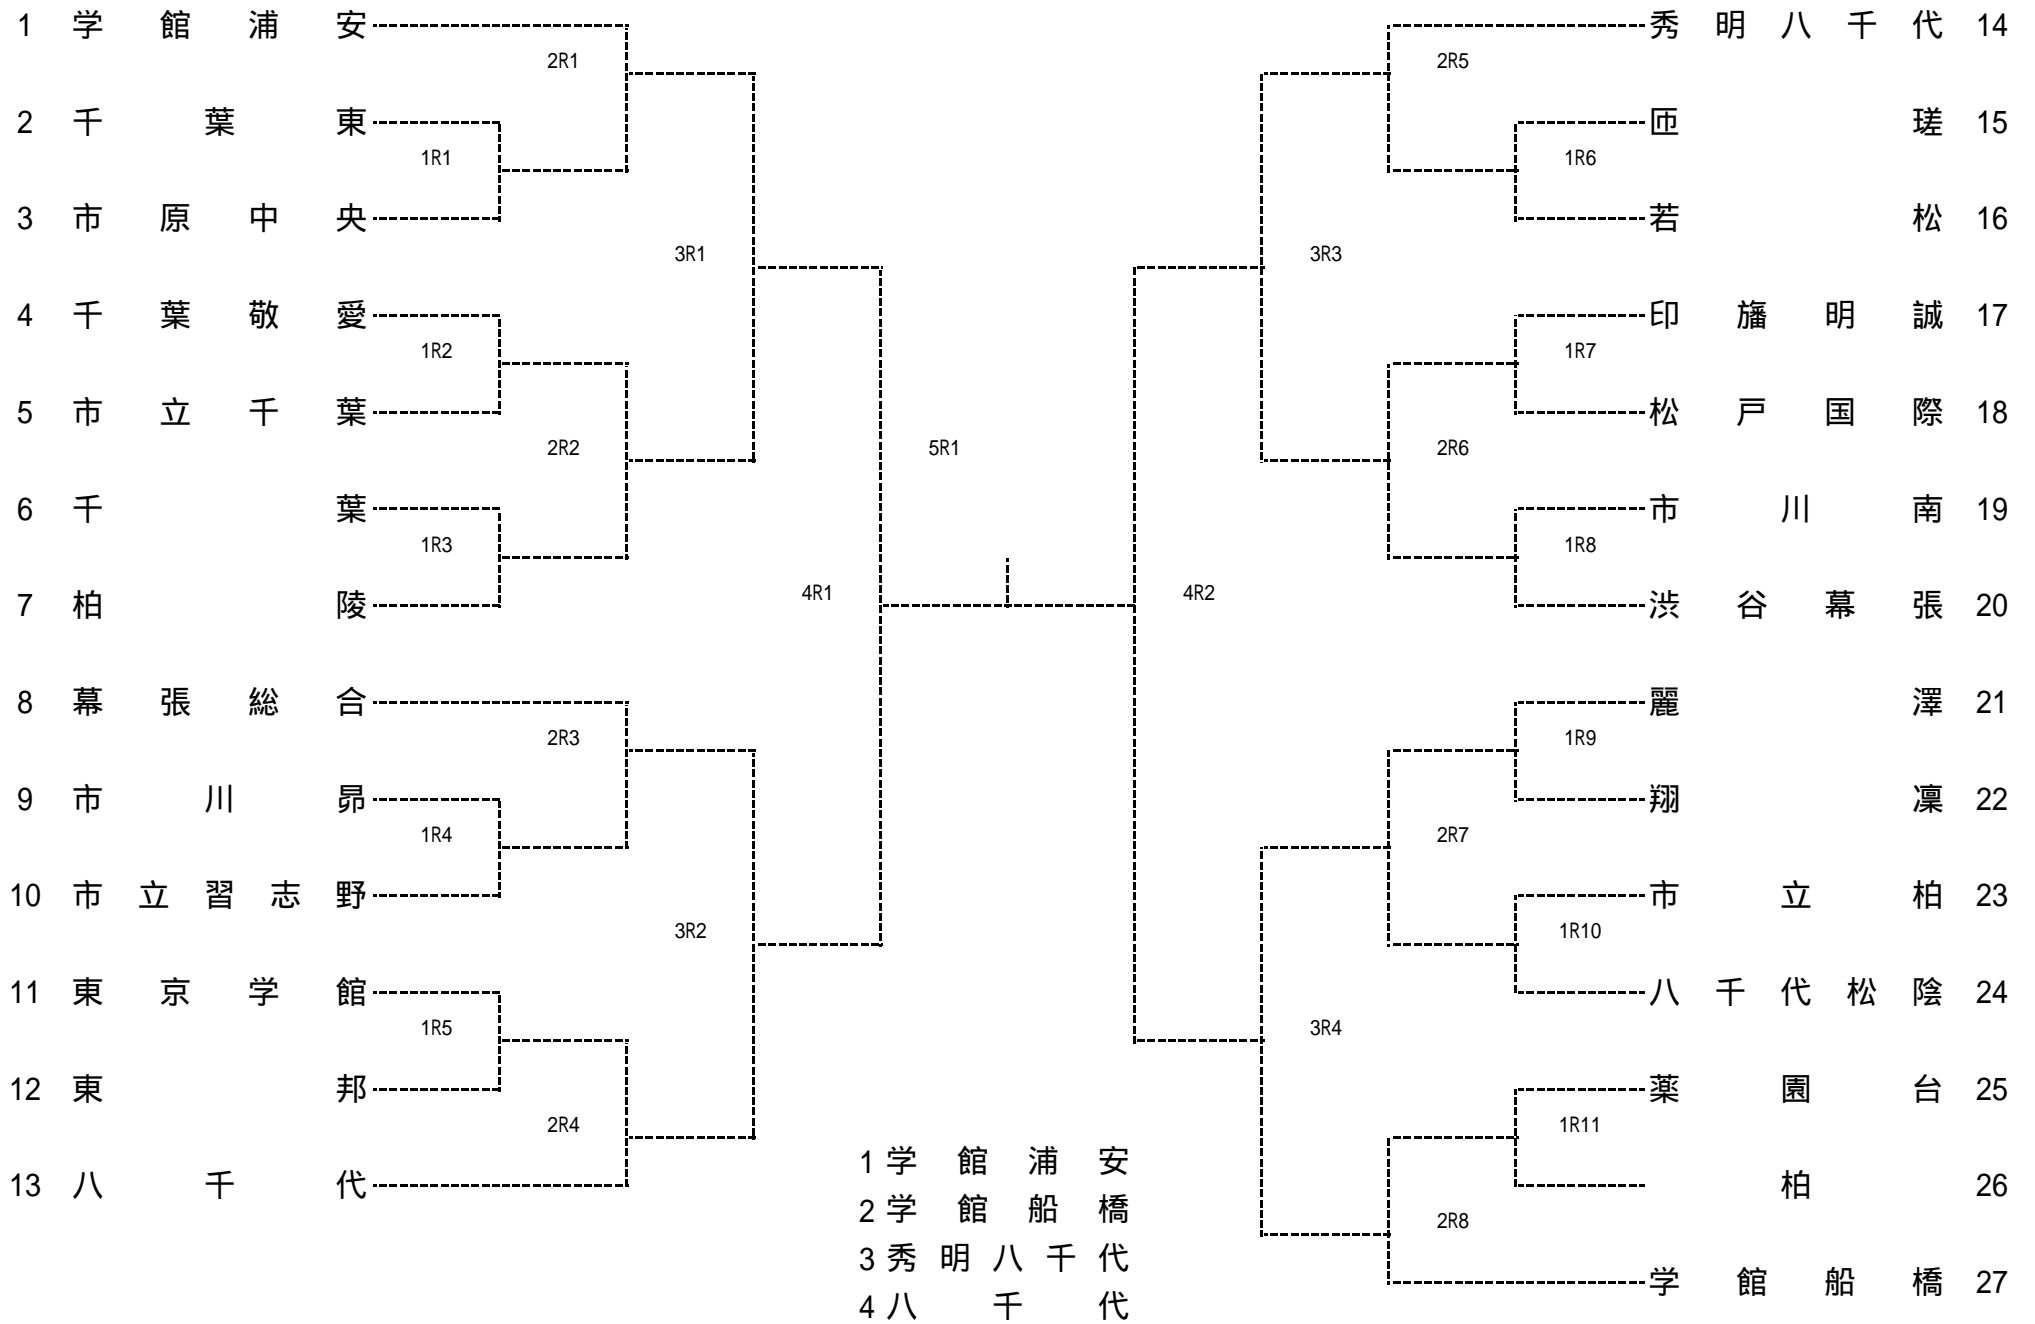 1 学館浦安
2R1
2 千葉東
1R1
3 市原中央
3R1
4 千葉敬愛
1R2
5 市立千葉
2R2
6 千葉
1R3
7 柏陵
4R1
8 幕張総合
2R3
9 市川昴
1R4
10 市立習志野
3R2
11 東京学館
1R5
12 東邦
2R4
13 八千代
5R1
秀明八千代 14
2R5
匝瑳 15
1R6
若松 16
3R3
印旛明誠 17
1R7
松戸国際 18
2R6
市川南 19
1R8
渋谷幕張 20
4R2
麗澤 21
1R9
翔凜 22
2R7
市立柏 23
1R10
八千代松陰 24
3R4
薬園台 25
1R11
柏 26
2R8
学館船橋 27
1 学館浦安
2 学館船橋
3 秀明八千代
4 八千代